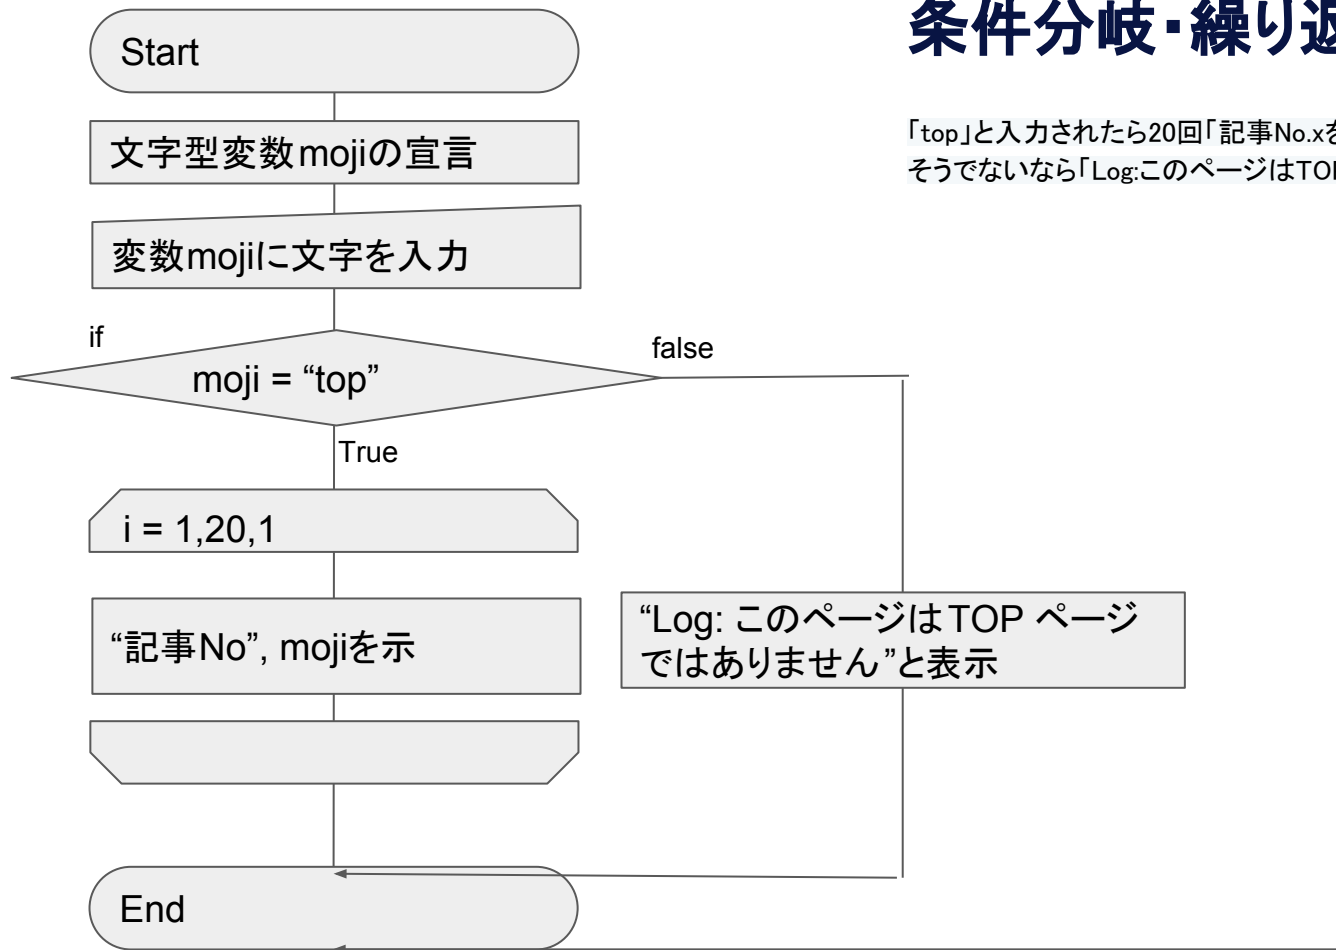 条件分岐・繰り返
「top」と入力されたら20回「記事No.xを
そうでないなら「Log:このページはTO
Start
文字型変数mojiの宣言
変数mojiに文字を入力
if
moji = “top”
false
True
i = 1,20,1
“記事No”, mojiを示
“Log: このページはTOP ページ
ではありません”と表示
End